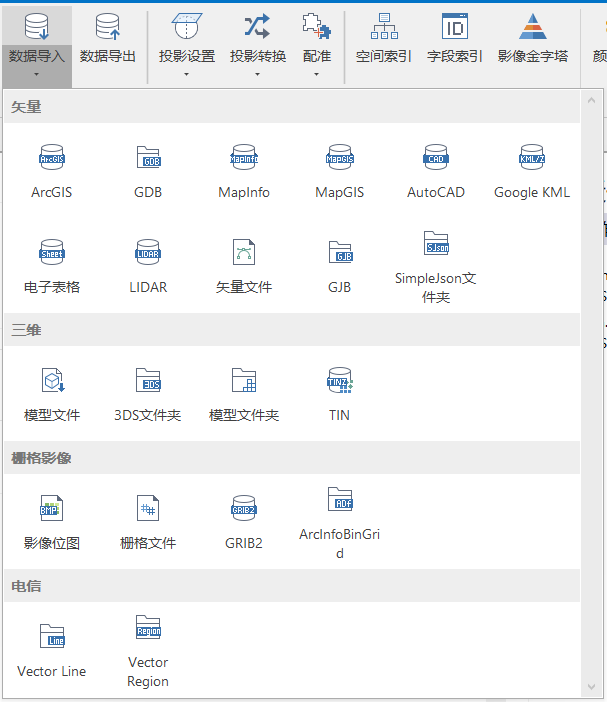 数据导入 数据导出 投影设置 投影转换 配准 空间索引 字段索引 影像金字塔
矢量
ArcGIS GDB MapInfo MapGIS CAD KML/Z
ArcGIS GDB MapInfo MapGIS AutoCAD Google KML
Sheet LIDAR GJB SJson
电子表格 LIDAR 矢量文件 GJB SimpleJson文
件夹
三维
3DS TINZ
模型文件 3DS文件夹 模型文件夹 TIN
栅格影像
BMP GRIB2 ADf
影像位图 栅格文件 GRIB2 ArcInfoBinGri
d
电信
Line Region
Vector Line Vector
Region